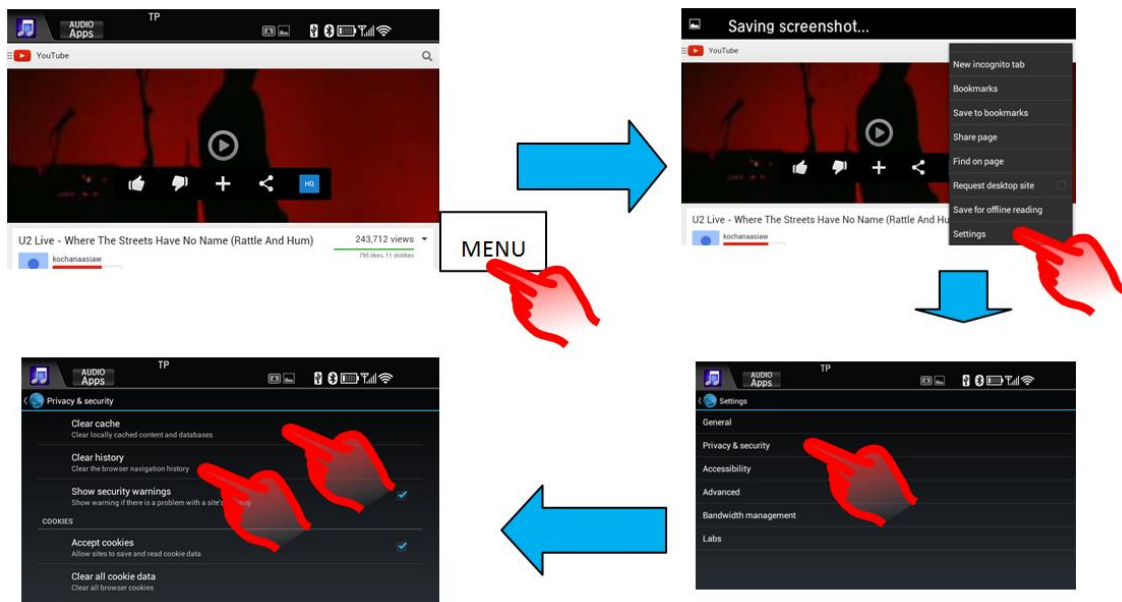 TP
AUDIO
Apps
YouTube
HQ
U2 Live - Where The Streets Have No Name (Rattle And Hum)
243,712 views
kochanaasiaw
795 likes, 11 dislikes
MENU
Saving screenshot...
YouTube
New incognito tab
Bookmarks
Save to bookmarks
Share page
Find on page
Request desktop site
Save for offline reading
Settings
U2 Live - Where The Streets Have No Name (Rattle And Hu
kochanaasiaw
TP
AUDIO
Apps
Settings
General
Privacy & security
Accessibility
Advanced
Bandwidth management
Labs
TP
AUDIO
Apps
Privacy & security
Clear cache
Clear locally cached content and databases
Clear history
Clear the browser navigation history
Show security warnings
Show warning if there is a problem with a site's
COOKIES
Accept cookies
Allow sites to save and read cookie data
Clear all cookie data
Clear all browser cookies